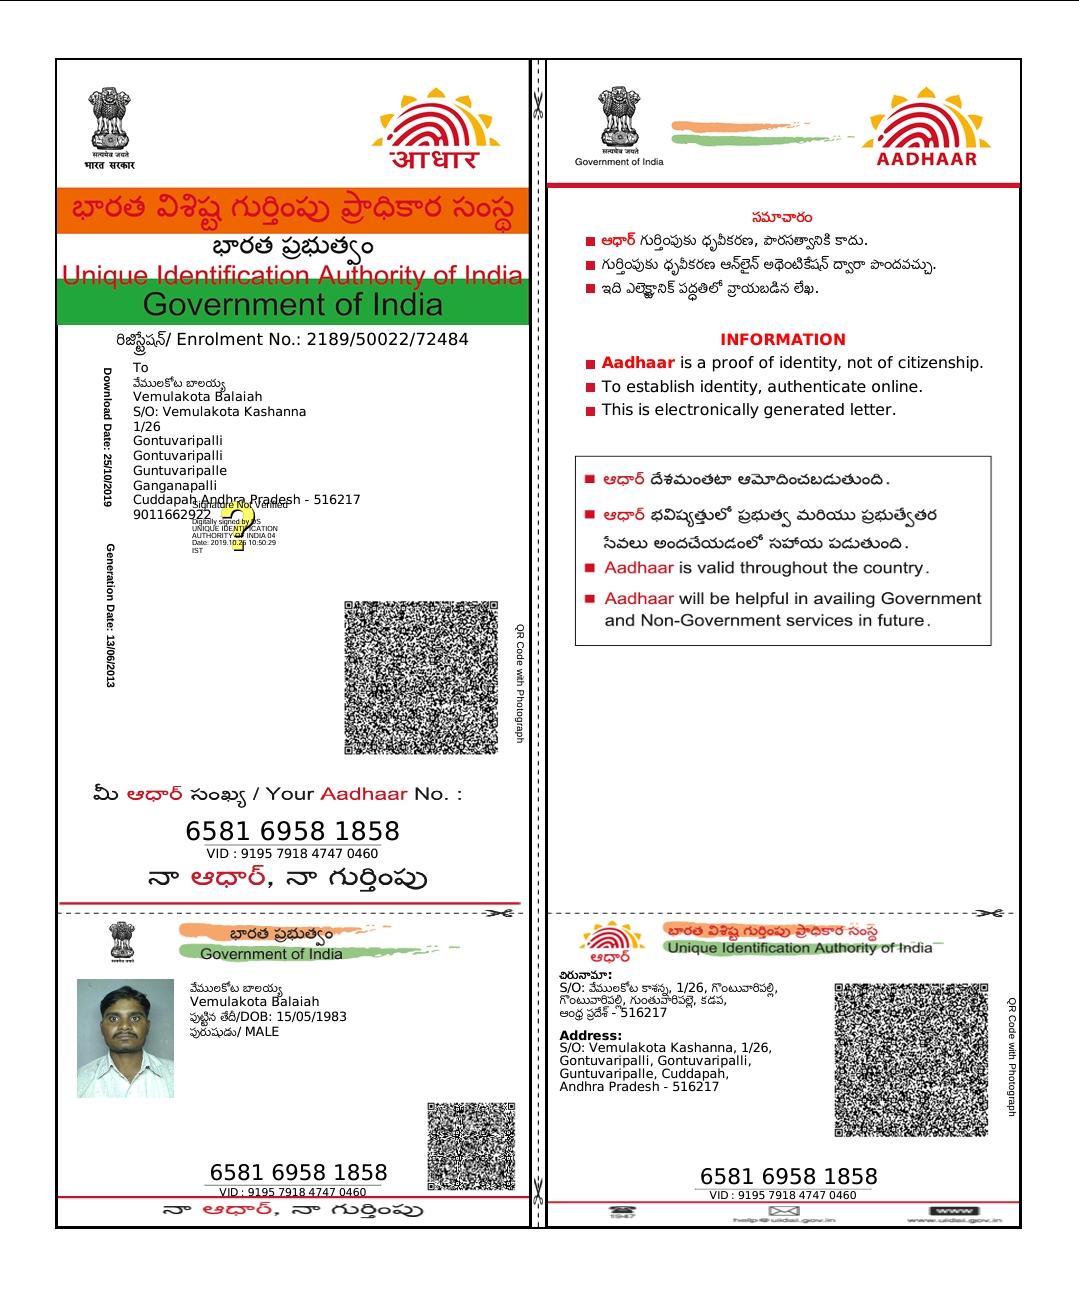 सत्यमेव जयते
भारत सरकार
आधार
భారత విశిష్ట గుర్తింపు ప్రాధికార సంస్థ
భారత ప్రభుత్వం
Unique Identification Authority of India
Government of India
రిజిస్ట్రేషన్/ Enrolment No.: 2189/50022/72484
Download Date: 25/10/2019
Generation Date: 13/06/2013
To
వేములకోట బాలయ్య
Vemulakota Balaiah
S/O: Vemulakota Kashanna
1/26
Gontuvaripalli
Gontuvaripalli
Guntuvaripalle
Ganganapalli
Cuddapah Andhra Pradesh - 516217
9011662922
Signature Not Verified
Digitally signed by DS
UNIQUE IDENTIFICATION
AUTHORITY OF INDIA 04
Date: 2019.10.25 10:50:29
IST
QR Code with Photograph
మీ ఆధార్ సంఖ్య / Your Aadhaar No. :
6581 6958 1858
VID : 9195 7918 4747 0460
నా ఆధార్, నా గుర్తింపు
భారత ప్రభుత్వం
Government of India
వేములకోట బాలయ్య
Vemulakota Balaiah
పుట్టిన తేదీ/DOB: 15/05/1983
పురుషుడు/ MALE
6581 6958 1858
VID : 9195 7918 4747 0460
నా ఆధార్, నా గుర్తింపు
सत्यमेव जयते
Government of India
AADHAAR
సమాచారం
ఆధార్ గుర్తింపుకు ధృవీకరణ, పౌరసత్వానికి కాదు.
గుర్తింపుకు ధృవీకరణ ఆన్‌లైన్ అథెంటికేషన్ ద్వారా పొందవచ్చు.
ఇది ఎలెక్ట్రానిక్ పద్ధతిలో వ్రాయబడిన లేఖ.
INFORMATION
Aadhaar is a proof of identity, not of citizenship.
To establish identity, authenticate online.
This is electronically generated letter.
ఆధార్ దేశమంతటా ఆమోదించబడుతుంది.
ఆధార్ భవిష్యత్తులో ప్రభుత్వ మరియు ప్రభుత్వేతర
సేవలు అందచేయడంలో సహాయ పడుతుంది.
Aadhaar is valid throughout the country.
Aadhaar will be helpful in availing Government
and Non-Government services in future.
ఆధార్
భారత విశిష్ట గుర్తింపు ప్రాధికార సంస్థ
Unique Identification Authority of India
చిరునామా:
S/O: వేములకోట కాశన్న, 1/26, గొంటువారిపల్లి,
గొంటువారిపల్లి, గుంతువారిపల్లె, కడప,
ఆంధ్ర ప్రదేశ్ - 516217
Address:
S/O: Vemulakota Kashanna, 1/26,
Gontuvaripalli, Gontuvaripalli,
Guntuvaripalle, Cuddapah,
Andhra Pradesh - 516217
QR Code with Photograph
6581 6958 1858
VID : 9195 7918 4747 0460
1947
help@uidai.gov.in
www
www.uidai.gov.in